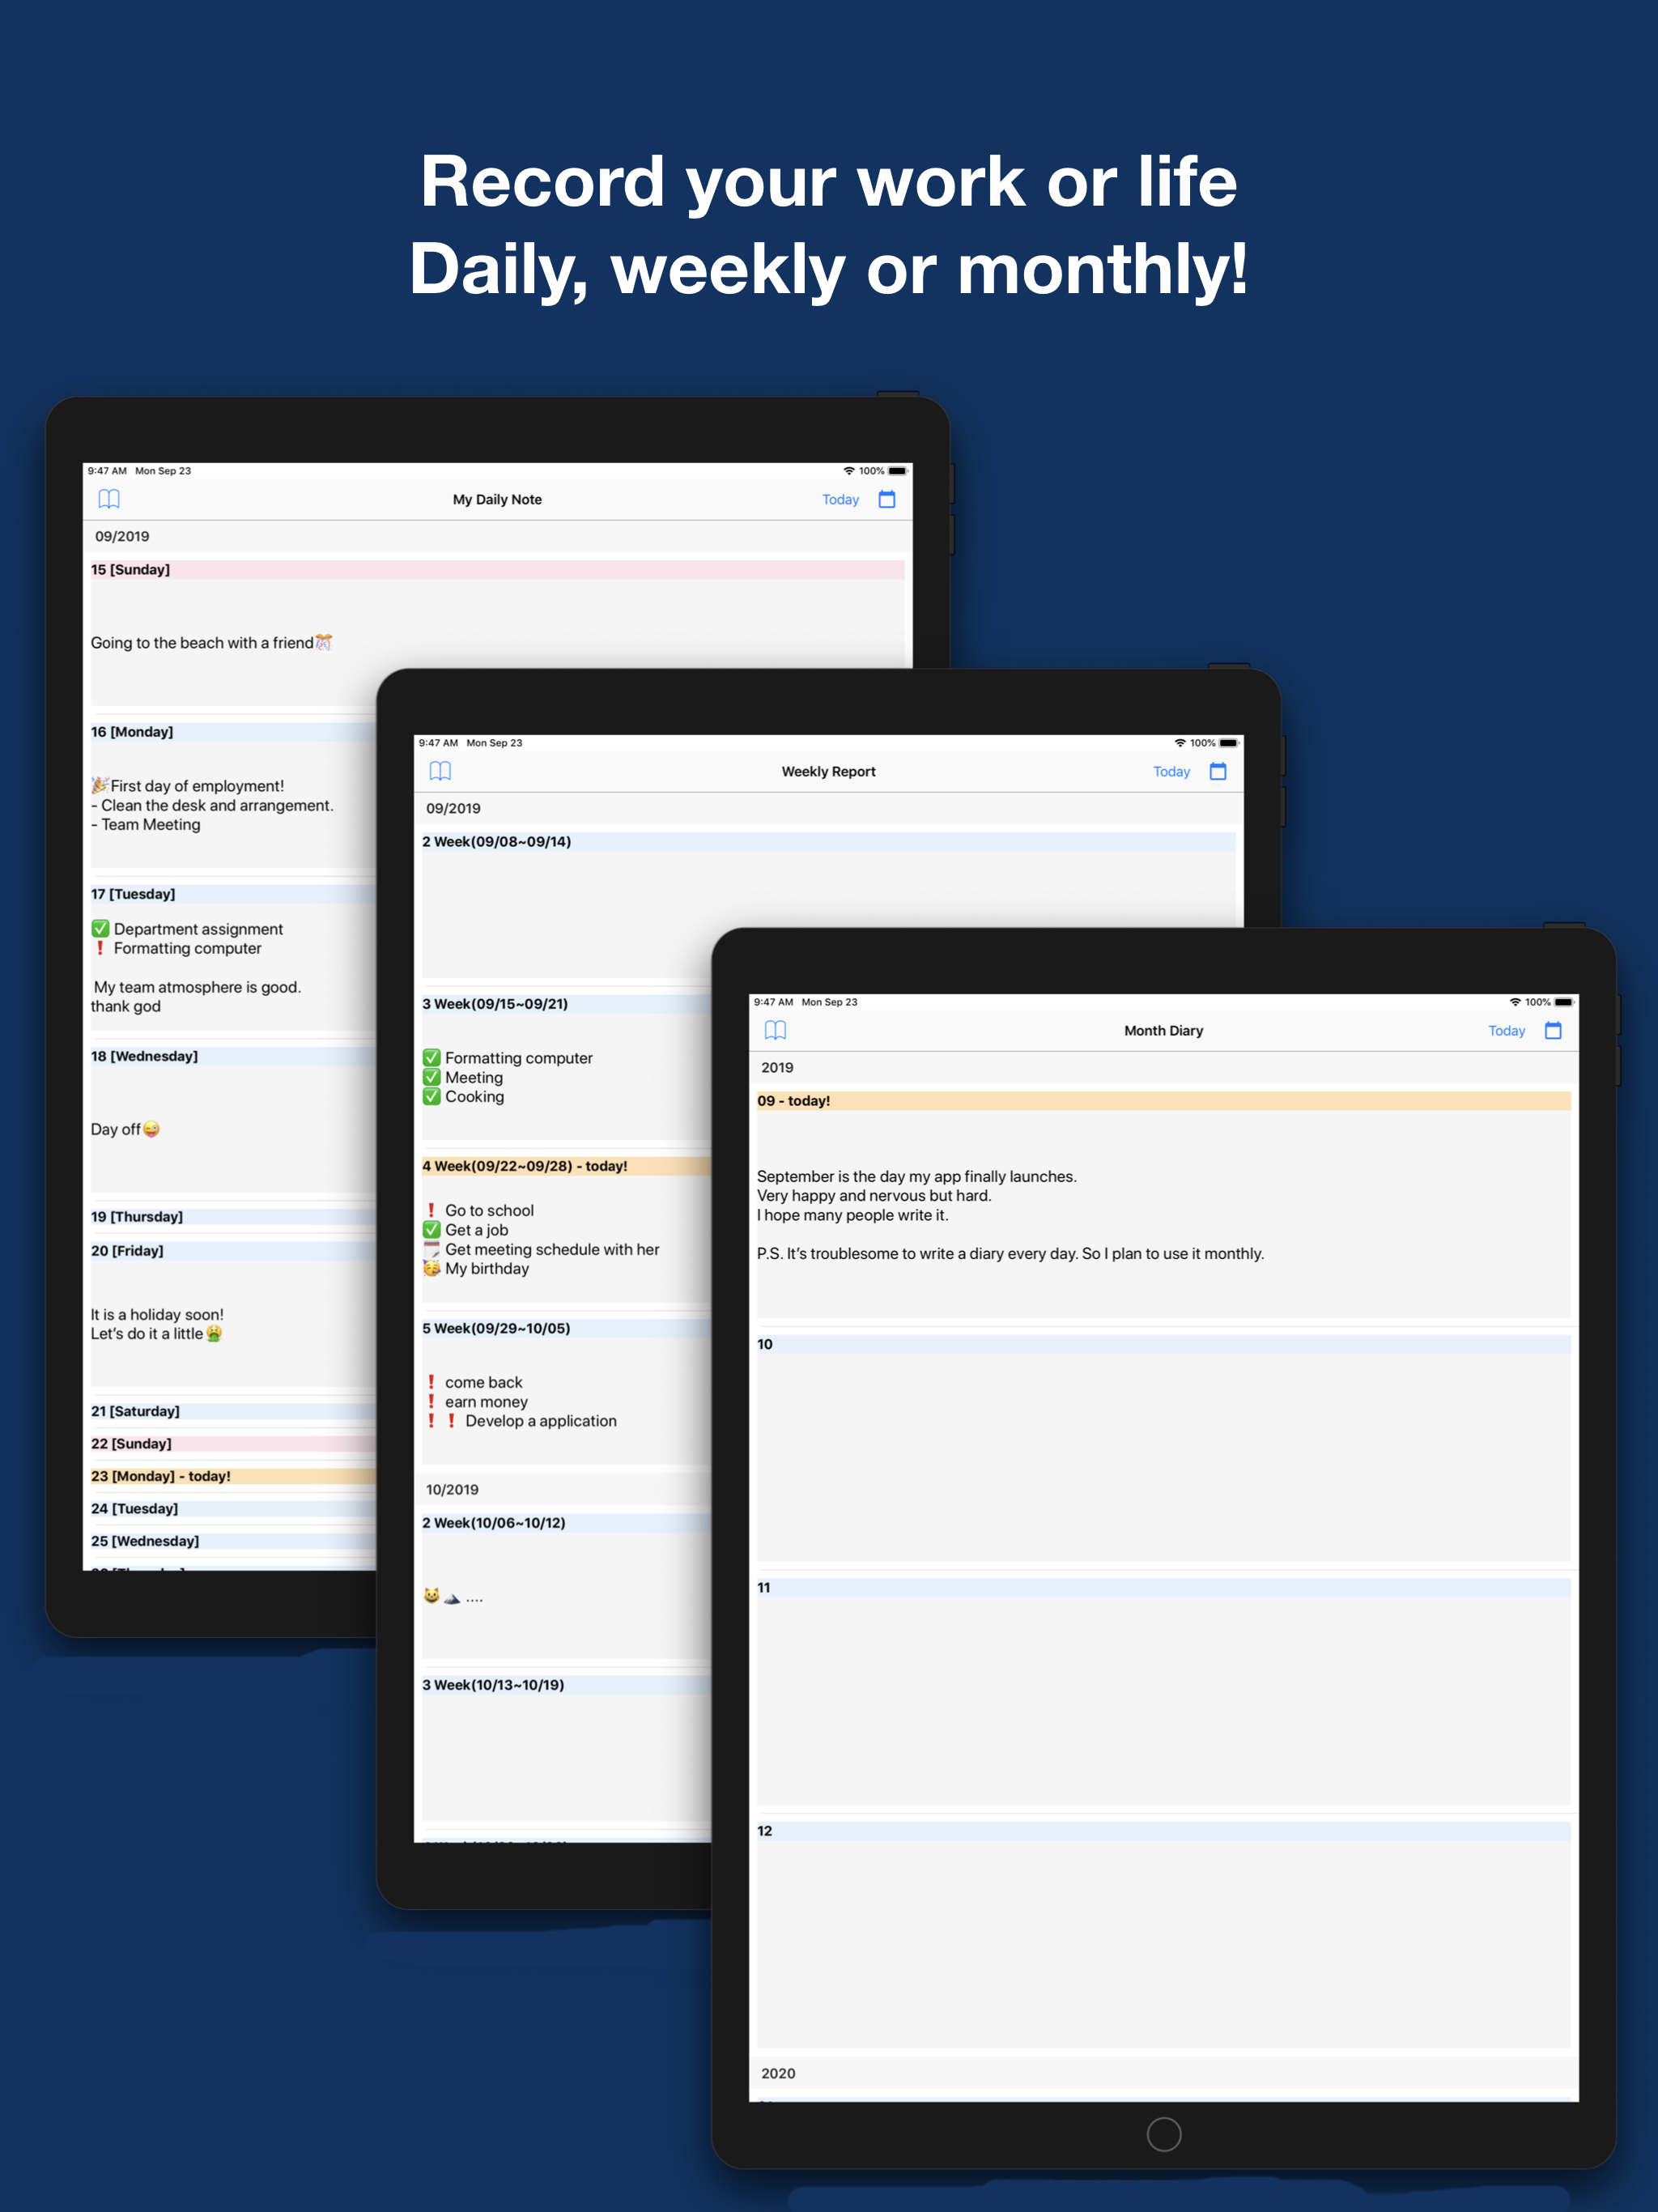 Record your work or life
Daily, weekly or monthly!
9:47 AM Mon Sep 23 100%
My Daily Note Today
09/2019
15 [Sunday]
Going to the beach with a friend🎊
16 [Monday]
🎉First day of employment!
- Clean the desk and arrangement.
- Team Meeting
17 [Tuesday]
✅ Department assignment
❗ Formatting computer
My team atmosphere is good.
thank god
18 [Wednesday]
Day off😜
19 [Thursday]
20 [Friday]
It is a holiday soon!
Let's do it a little🤮
21 [Saturday]
22 [Sunday]
23 [Monday] - today!
24 [Tuesday]
25 [Wednesday]
9:47 AM Mon Sep 23 100%
Weekly Report Today
09/2019
2 Week(09/08~09/14)
3 Week(09/15~09/21)
✅ Formatting computer
✅ Meeting
✅ Cooking
4 Week(09/22~09/28) - today!
❗ Go to school
✅ Get a job
🗒 Get meeting schedule with her
🥳 My birthday
5 Week(09/29~10/05)
❗ come back
❗ earn money
❗❗ Develop a application
10/2019
2 Week(10/06~10/12)
😺⛰ ....
3 Week(10/13~10/19)
9:47 AM Mon Sep 23 100%
Month Diary Today
2019
09 - today!
September is the day my app finally launches.
Very happy and nervous but hard.
I hope many people write it.
P.S. It's troublesome to write a diary every day. So I plan to use it monthly.
10
11
12
2020